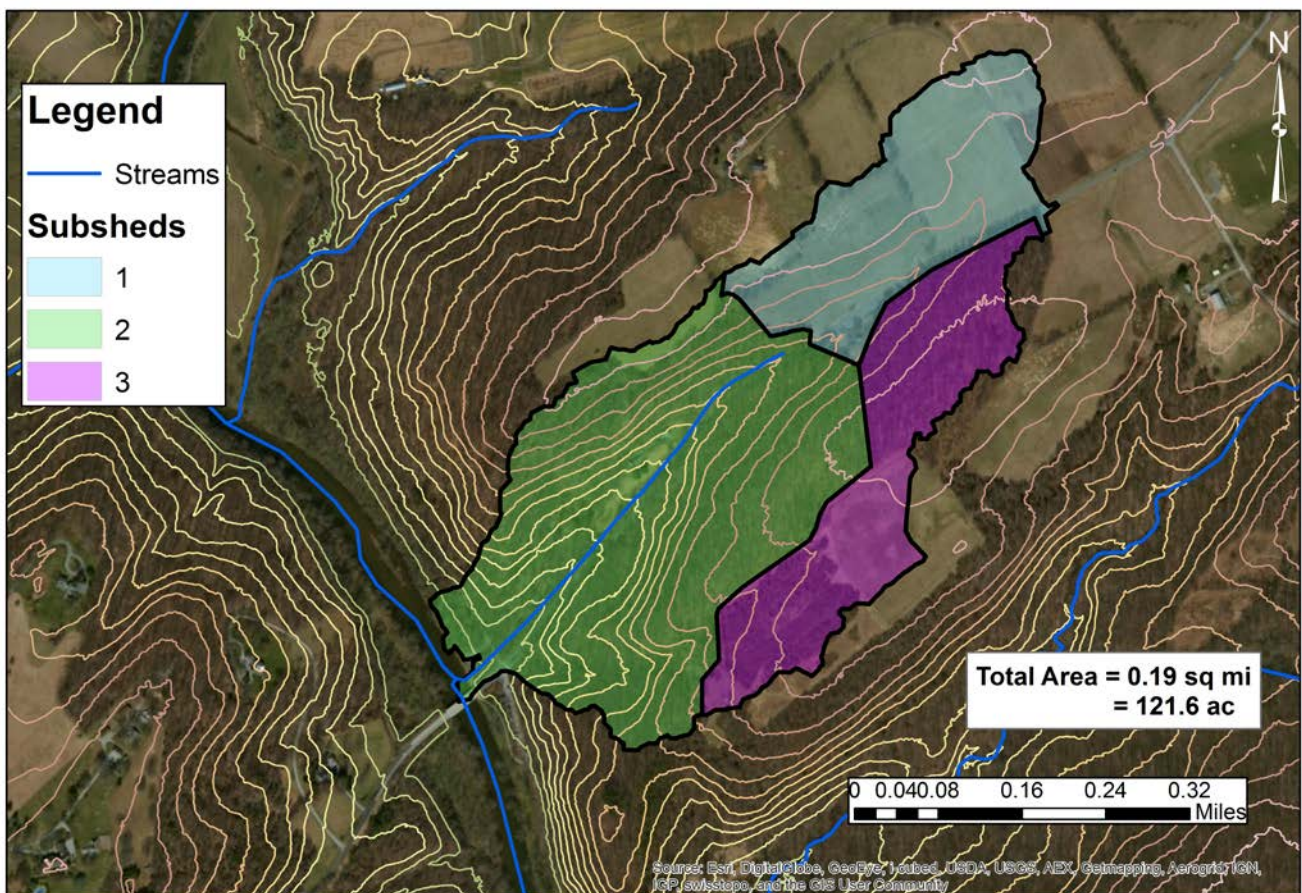 Legend
Streams
Subsheds
1
2
3
N
Total Area = 0.19 sq mi
= 121.6 ac
0 0.04 0.08 0.16 0.24 0.32
Miles
Source: Esri, DigitalGlobe, GeoEye, i-cubed, USDA, USGS, AEX, Getmapping, Aerogrid, IGN,
IGP, swisstopo, and the GIS User Community